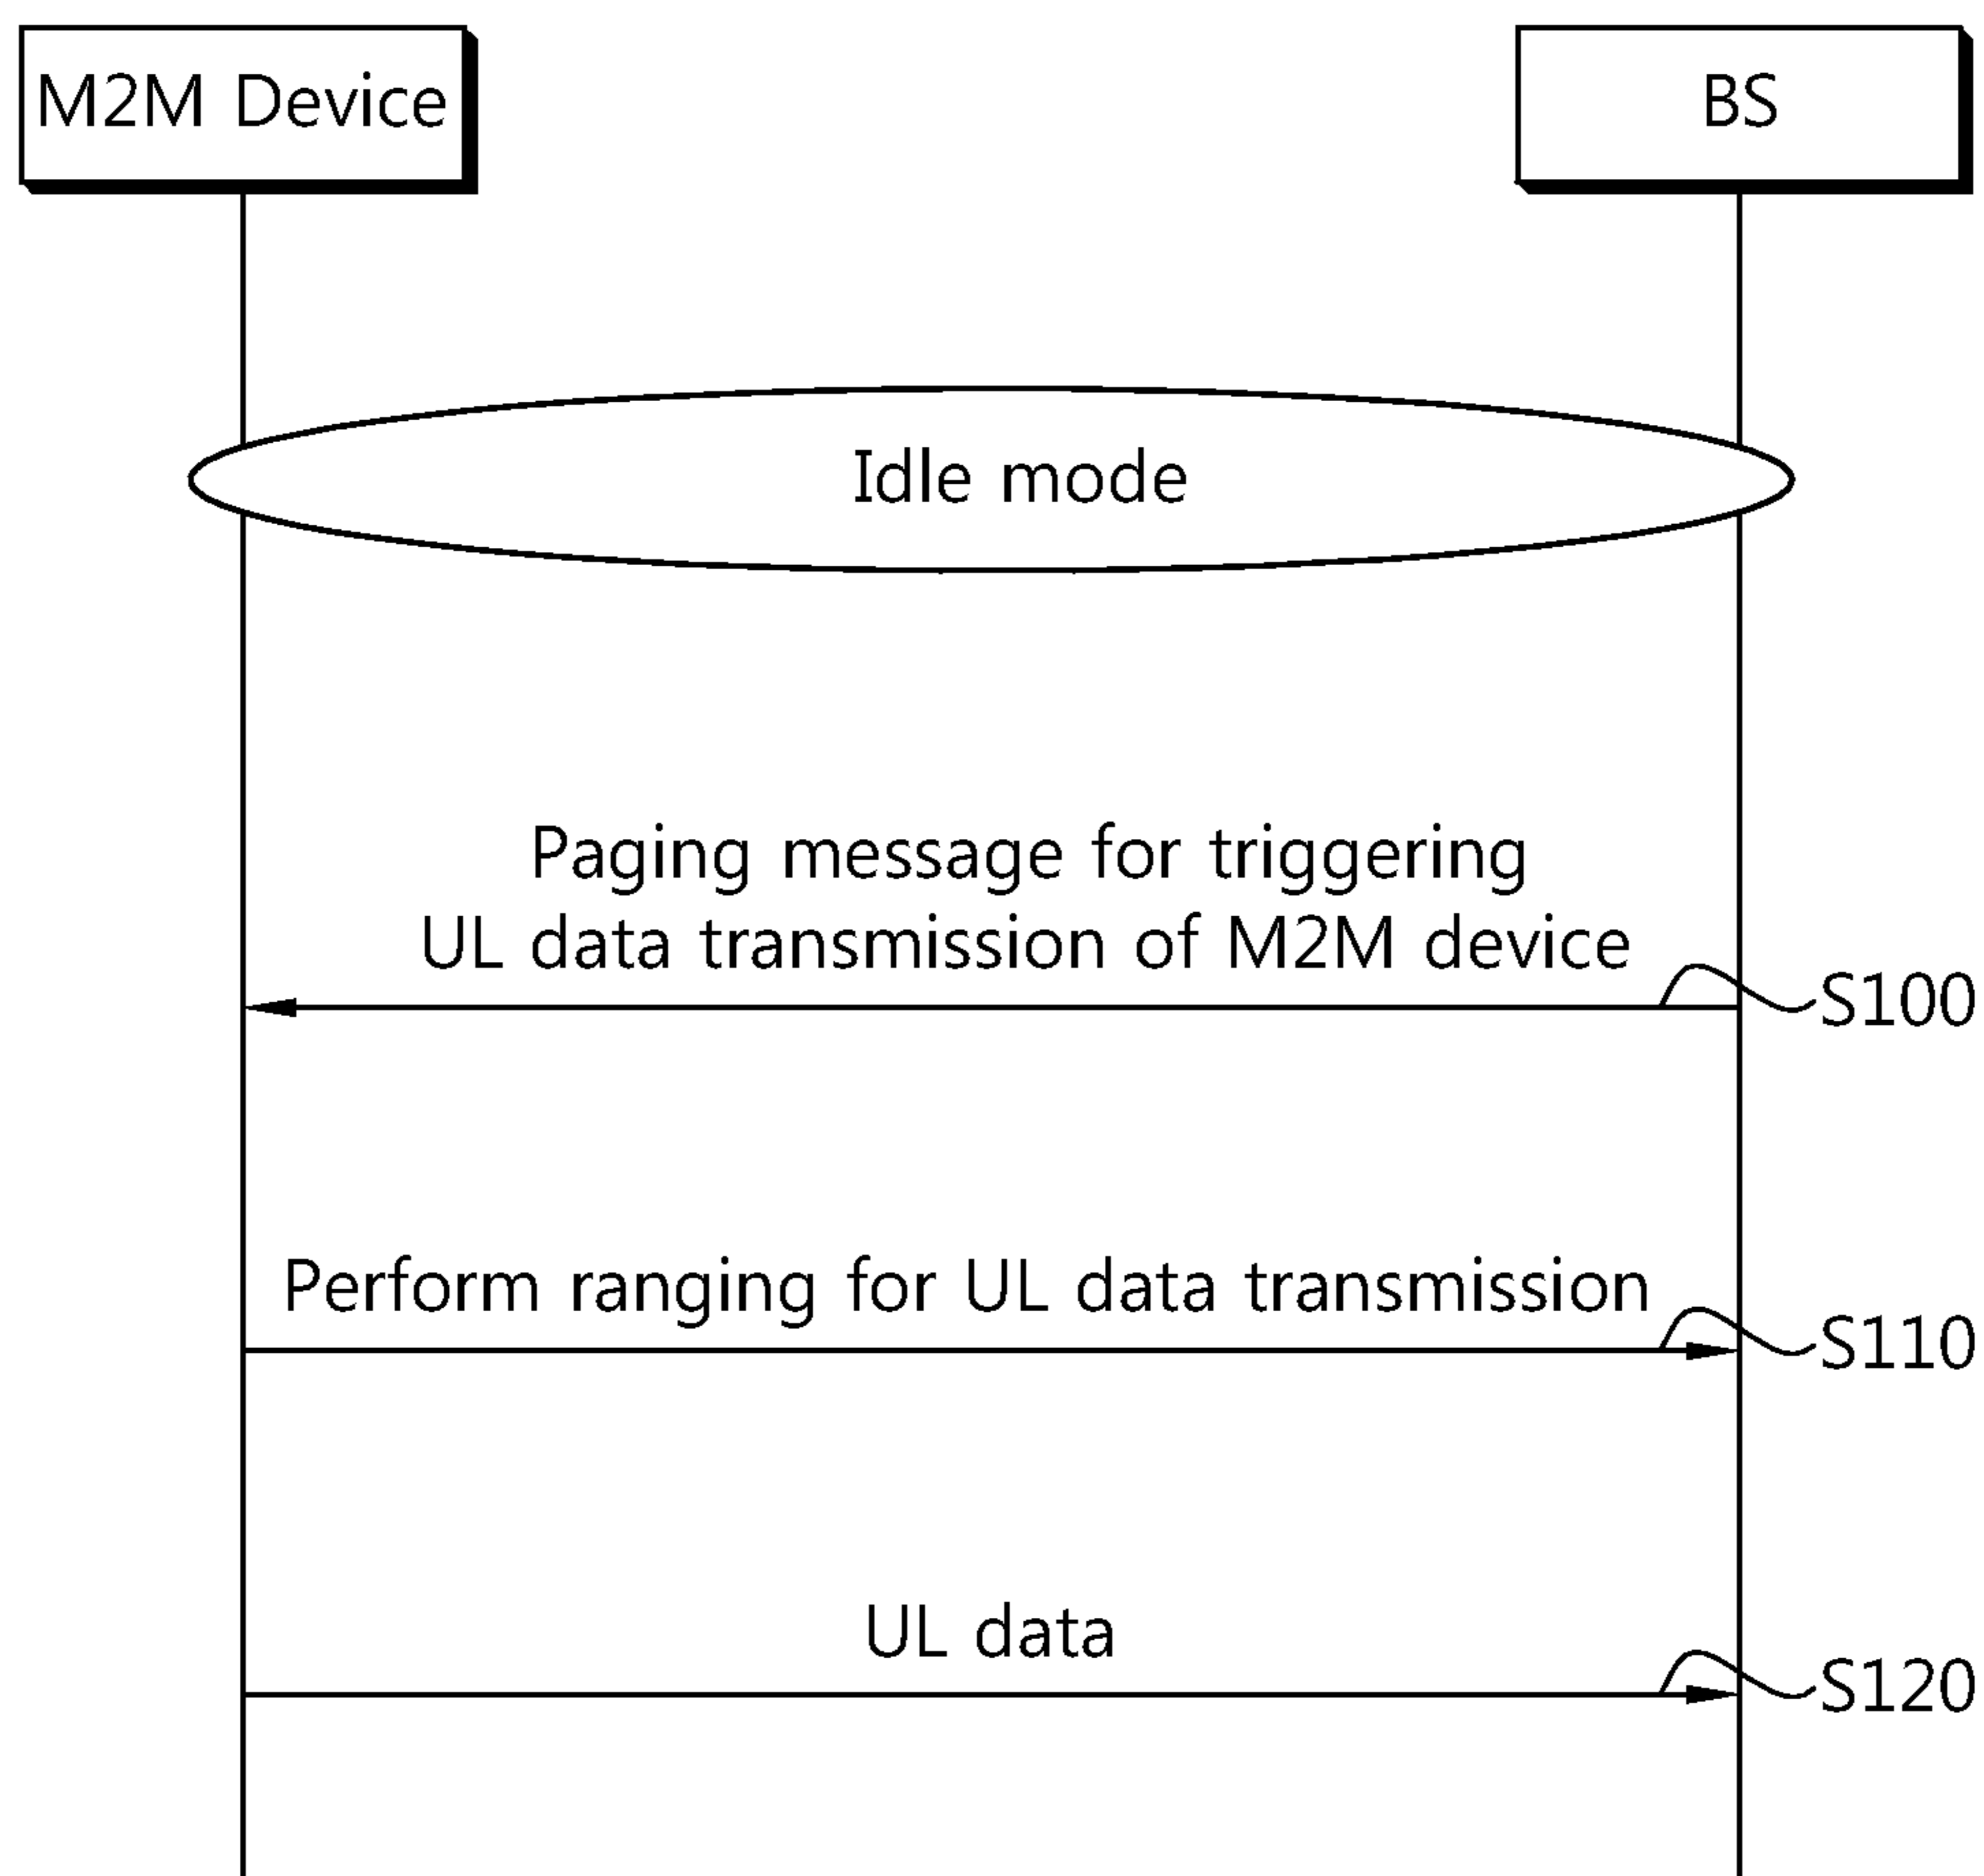 M2M Device
BS
Idle mode
Paging message for triggering
UL data transmission of M2M device
S100
Perform ranging for UL data transmission
S110
UL data
S120